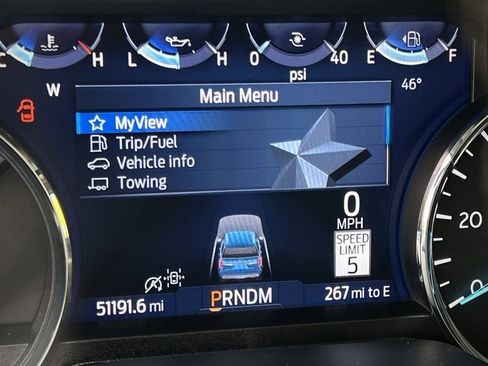 C H L H 0 40 E F
psi
W 46°
Main Menu
MyView
Trip/Fuel
Vehicle info
Towing
0
MPH
SPEED
LIMIT
5
51191.6 mi PRNDM 267 mi to E
20
0